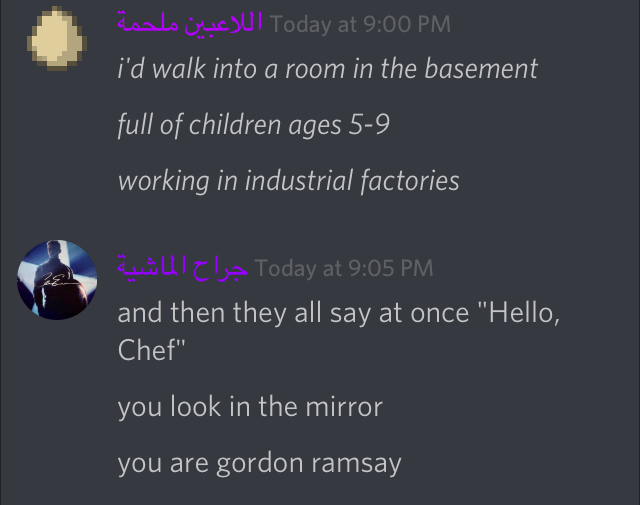 اللاعبين ملحمة Today at 9:00 PM
i'd walk into a room in the basement
full of children ages 5-9
working in industrial factories
جراح الماشية Today at 9:05 PM
and then they all say at once "Hello,
Chef"
you look in the mirror
you are gordon ramsay